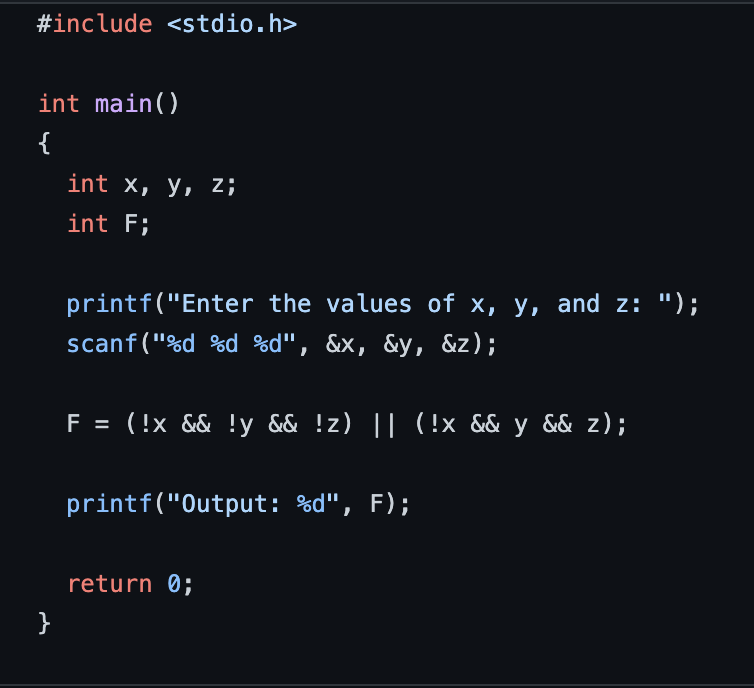 #include <stdio.h>
int main()
{
  int x, y, z;
  int F;
  printf("Enter the values of x, y, and z: ");
  scanf("%d %d %d", &x, &y, &z);
  F = (!x && !y && !z) || (!x && y && z);
  printf("Output: %d", F);
  return 0;
}